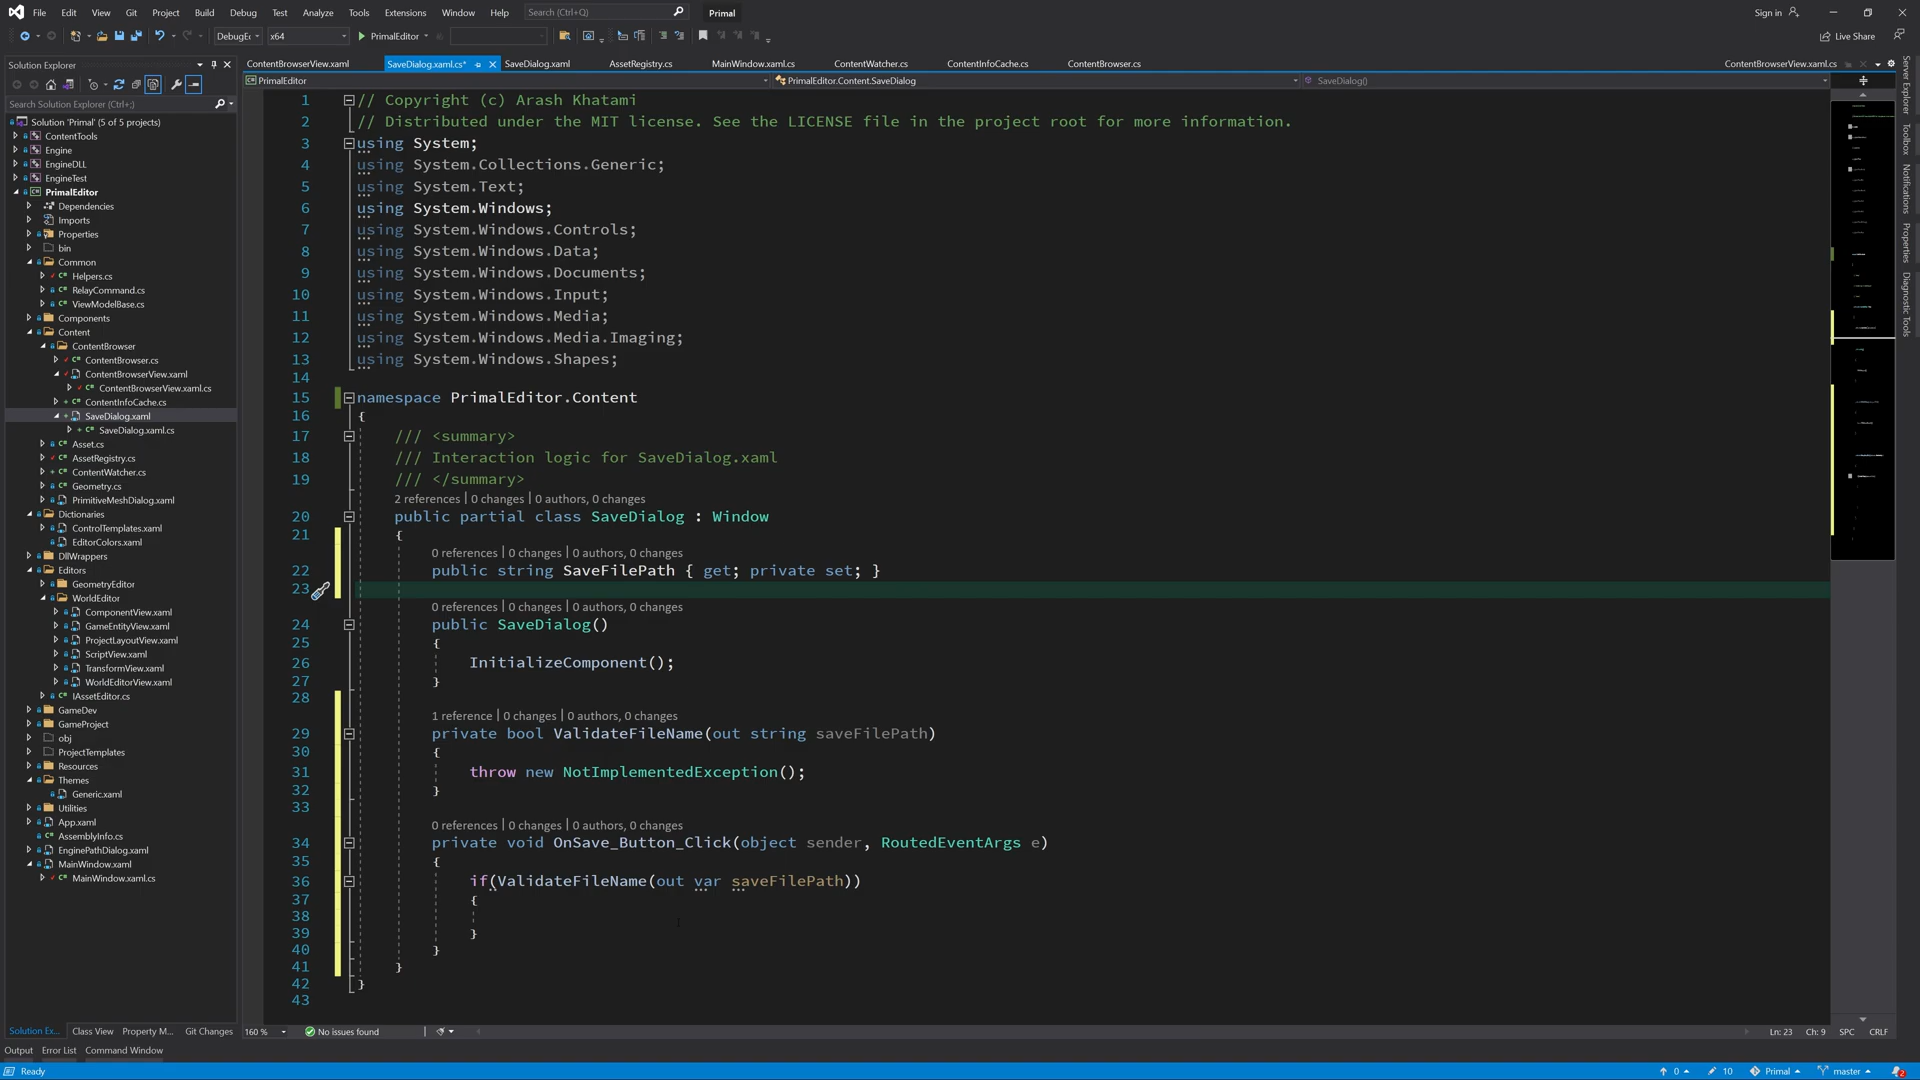 File Edit View Git Project Build Debug Test Analyze Tools Extensions Window Help Search (Ctrl+Q) Primal Sign in
DebugEc x64 PrimalEditor Live Share
Solution Explorer
Search Solution Explorer (Ctrl+;)
Solution 'Primal' (5 of 5 projects)
ContentTools
Engine
EngineDLL
EngineTest
PrimalEditor
Dependencies
Imports
Properties
bin
Common
Helpers.cs
RelayCommand.cs
ViewModelBase.cs
Components
Content
ContentBrowser
ContentBrowser.cs
ContentBrowserView.xaml
ContentBrowserView.xaml.cs
ContentInfoCache.cs
SaveDialog.xaml
SaveDialog.xaml.cs
Asset.cs
AssetRegistry.cs
ContentWatcher.cs
Geometry.cs
PrimitiveMeshDialog.xaml
Dictionaries
ControlTemplates.xaml
EditorColors.xaml
DllWrappers
Editors
GeometryEditor
WorldEditor
ComponentView.xaml
GameEntityView.xaml
ProjectLayoutView.xaml
ScriptView.xaml
TransformView.xaml
WorldEditorView.xaml
IAssetEditor.cs
GameDev
GameProject
obj
ProjectTemplates
Resources
Themes
Generic.xaml
Utilities
App.xaml
AssemblyInfo.cs
EnginePathDialog.xaml
MainWindow.xaml
MainWindow.xaml.cs
Solution Ex... Class View Property M... Git Changes
ContentBrowserView.xaml SaveDialog.xaml.cs* SaveDialog.xaml AssetRegistry.cs MainWindow.xaml.cs ContentWatcher.cs ContentInfoCache.cs ContentBrowser.cs ContentBrowserView.xaml.cs
PrimalEditor PrimalEditor.Content.SaveDialog SaveDialog()
1 // Copyright (c) Arash Khatami
2 // Distributed under the MIT license. See the LICENSE file in the project root for more information.
3 using System;
4 using System.Collections.Generic;
5 using System.Text;
6 using System.Windows;
7 using System.Windows.Controls;
8 using System.Windows.Data;
9 using System.Windows.Documents;
10 using System.Windows.Input;
11 using System.Windows.Media;
12 using System.Windows.Media.Imaging;
13 using System.Windows.Shapes;
14
15 namespace PrimalEditor.Content
16 {
17 /// <summary>
18 /// Interaction logic for SaveDialog.xaml
19 /// </summary>
2 references | 0 changes | 0 authors, 0 changes
20 public partial class SaveDialog : Window
21 {
0 references | 0 changes | 0 authors, 0 changes
22 public string SaveFilePath { get; private set; }
23
0 references | 0 changes | 0 authors, 0 changes
24 public SaveDialog()
25 {
26 InitializeComponent();
27 }
28
1 reference | 0 changes | 0 authors, 0 changes
29 private bool ValidateFileName(out string saveFilePath)
30 {
31 throw new NotImplementedException();
32 }
33
0 references | 0 changes | 0 authors, 0 changes
34 private void OnSave_Button_Click(object sender, RoutedEventArgs e)
35 {
36 if(ValidateFileName(out var saveFilePath))
37 {
38
39 }
40 }
41 }
42 }
43
160 % No issues found Ln: 23 Ch: 9 SPC CRLF
Server Explorer
Toolbox
Notifications
Properties
Diagnostic Tools
Output Error List Command Window
Ready 0 10 Primal master 2